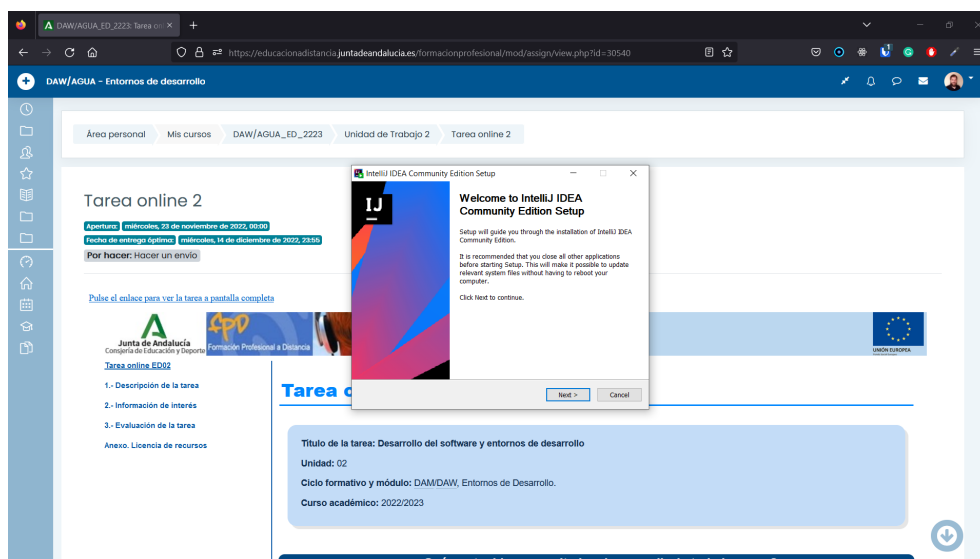 DAW/AGUA_ED_2223: Tarea onl
https://educacionadistancia.juntadeandalucia.es/formacionprofesional/mod/assign/view.php?id=30540
DAW/AGUA - Entornos de desarrollo
Área personal
Mis cursos
DAW/AGUA_ED_2223
Unidad de Trabajo 2
Tarea online 2
Tarea online 2
Apertura: miércoles, 23 de noviembre de 2022, 00:00
Fecha de entrega óptima: miércoles, 14 de diciembre de 2022, 23:55
Por hacer: Hacer un envío
Pulse el enlace para ver la tarea a pantalla completa
IntelliJ IDEA Community Edition Setup
IJ
Welcome to IntelliJ IDEA
Community Edition Setup
Setup will guide you through the installation of IntelliJ IDEA
Community Edition.
It is recommended that you close all other applications
before starting Setup. This will make it possible to update
relevant system files without having to reboot your
computer.
Click Next to continue.
Next >
Cancel
Junta de Andalucía
Consejería de Educación y Deporte
FPD
Formación Profesional a Distancia
UNIÓN EUROPEA
Tarea online ED02
1.- Descripción de la tarea
2.- Información de interés
3.- Evaluación de la tarea
Anexo. Licencia de recursos
Tarea o
Título de la tarea: Desarrollo del software y entornos de desarrollo
Unidad: 02
Ciclo formativo y módulo: DAM/DAW, Entornos de Desarrollo.
Curso académico: 2022/2023